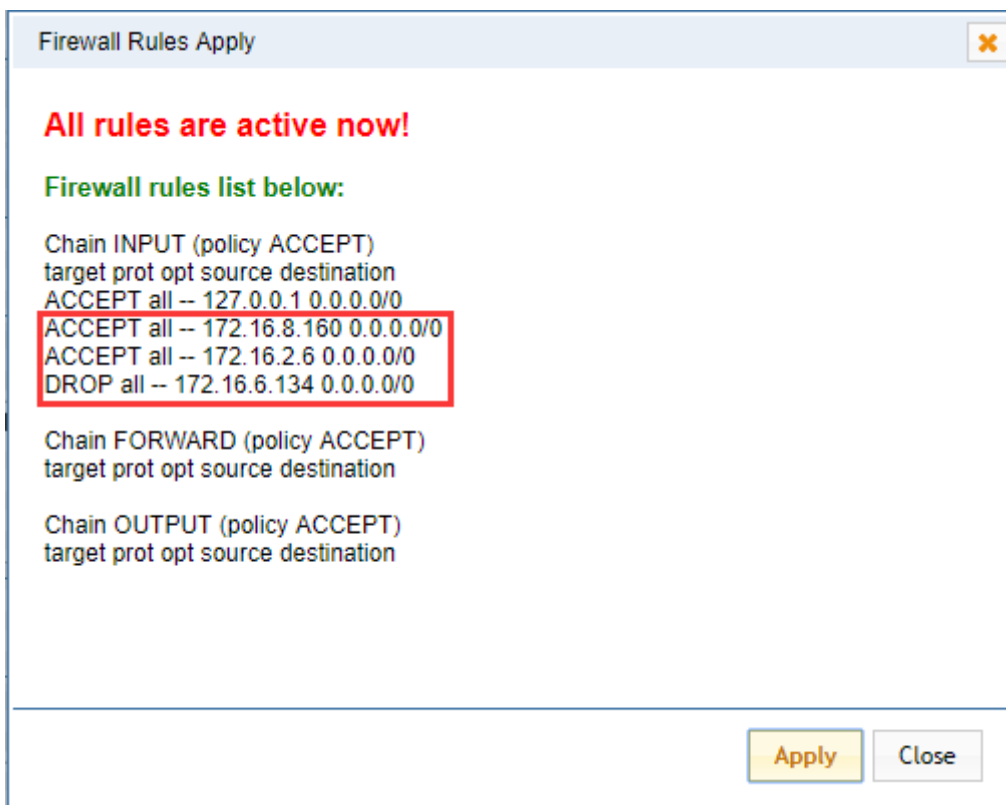 Firewall Rules Apply
All rules are active now!
Firewall rules list below:
Chain INPUT (policy ACCEPT)
target prot opt source destination
ACCEPT all -- 127.0.0.1 0.0.0.0/0
ACCEPT all -- 172.16.8.160 0.0.0.0/0
ACCEPT all -- 172.16.2.6 0.0.0.0/0
DROP all -- 172.16.6.134 0.0.0.0/0
Chain FORWARD (policy ACCEPT)
target prot opt source destination
Chain OUTPUT (policy ACCEPT)
target prot opt source destination
Apply
Close